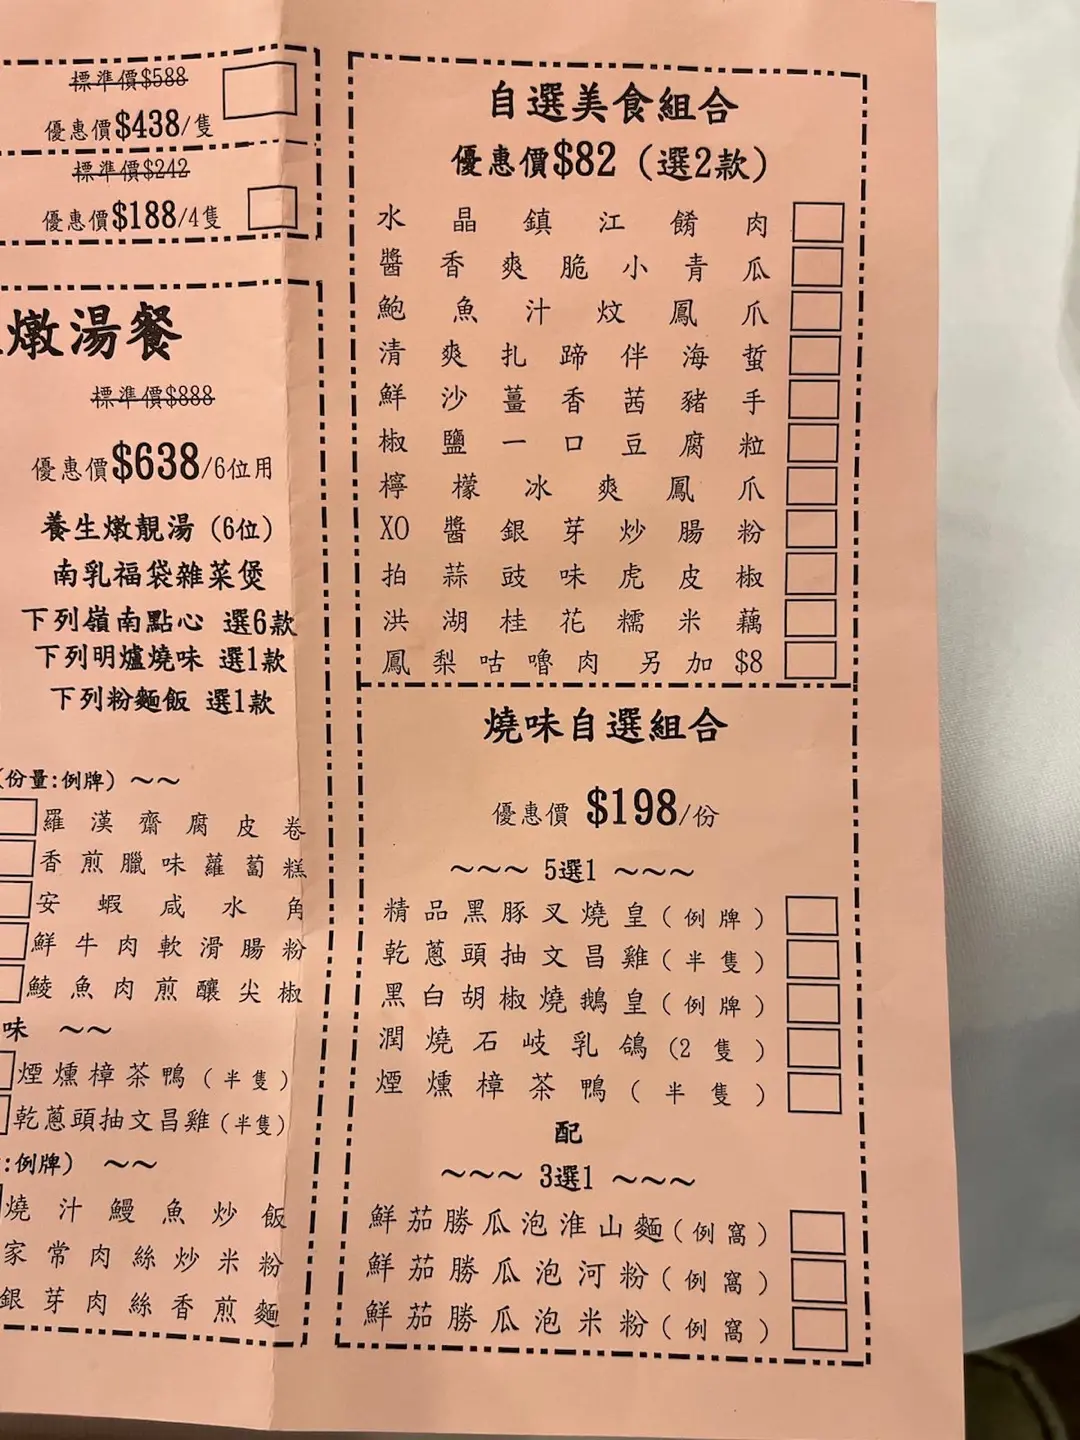 標準價$588
優惠價$438/隻
標準價$242
優惠價$188/4隻
燉湯餐
標準價$888
優惠價$638/6位用
養生燉靚湯(6位)
南乳福袋雜菜煲
下列嶺南點心 選6款
下列明爐燒味 選1款
下列粉麵飯 選1款
(份量:例牌) ~~
羅漢齋腐皮卷
香煎臘味蘿蔔糕
安蝦咸水角
鮮牛肉軟滑腸粉
鯪魚肉煎釀尖椒
味 ~~
煙燻樟茶鴨(半隻)
乾蔥頭抽文昌雞(半隻)
:例牌) ~~
燒汁鰻魚炒飯
家常肉絲炒米粉
銀芽肉絲香煎麵
自選美食組合
優惠價$82(選2款)
水晶鎮江餚肉
醬香爽脆小青瓜
鮑魚汁炆鳳爪
清爽扎蹄伴海蜇
鮮沙薑香茜豬手
椒鹽一口豆腐粒
檸檬冰爽鳳爪
XO醬銀芽炒腸粉
拍蒜豉味虎皮椒
洪湖桂花糯米藕
鳳梨咕嚕肉 另加$8
燒味自選組合
優惠價 $198/份
~~~ 5選1 ~~~
精品黑豚叉燒皇(例牌)
乾蔥頭抽文昌雞(半隻)
黑白胡椒燒鵝皇(例牌)
潤燒石岐乳鴿(2隻)
煙燻樟茶鴨(半隻)
配
~~~ 3選1 ~~~
鮮茄勝瓜泡淮山麵(例窩)
鮮茄勝瓜泡河粉(例窩)
鮮茄勝瓜泡米粉(例窩)